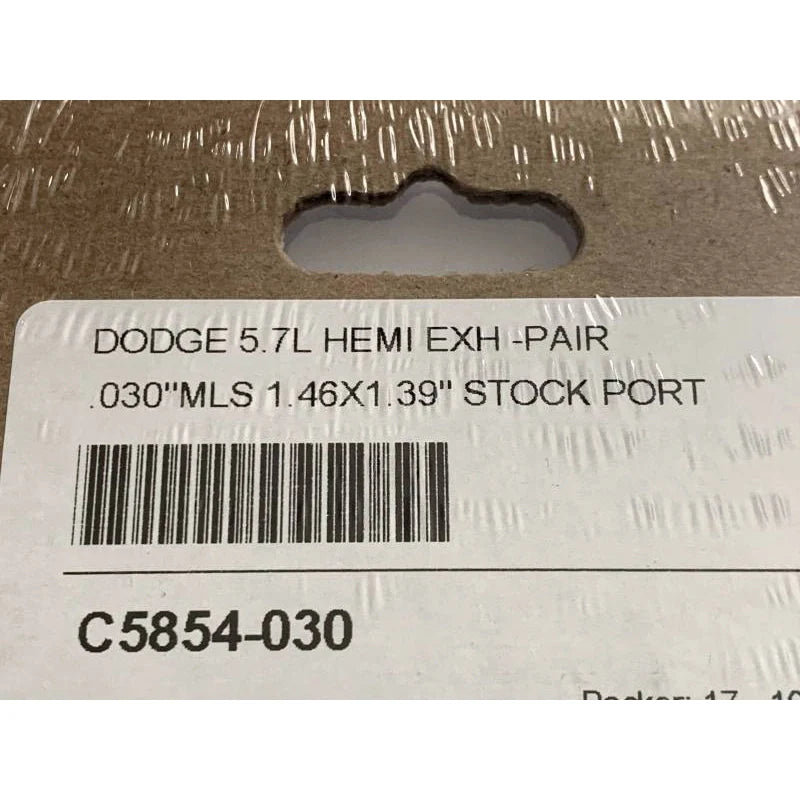 DODGE 5.7L HEMI EXH -PAIR
.030"MLS 1.46X1.39" STOCK PORT
C5854-030